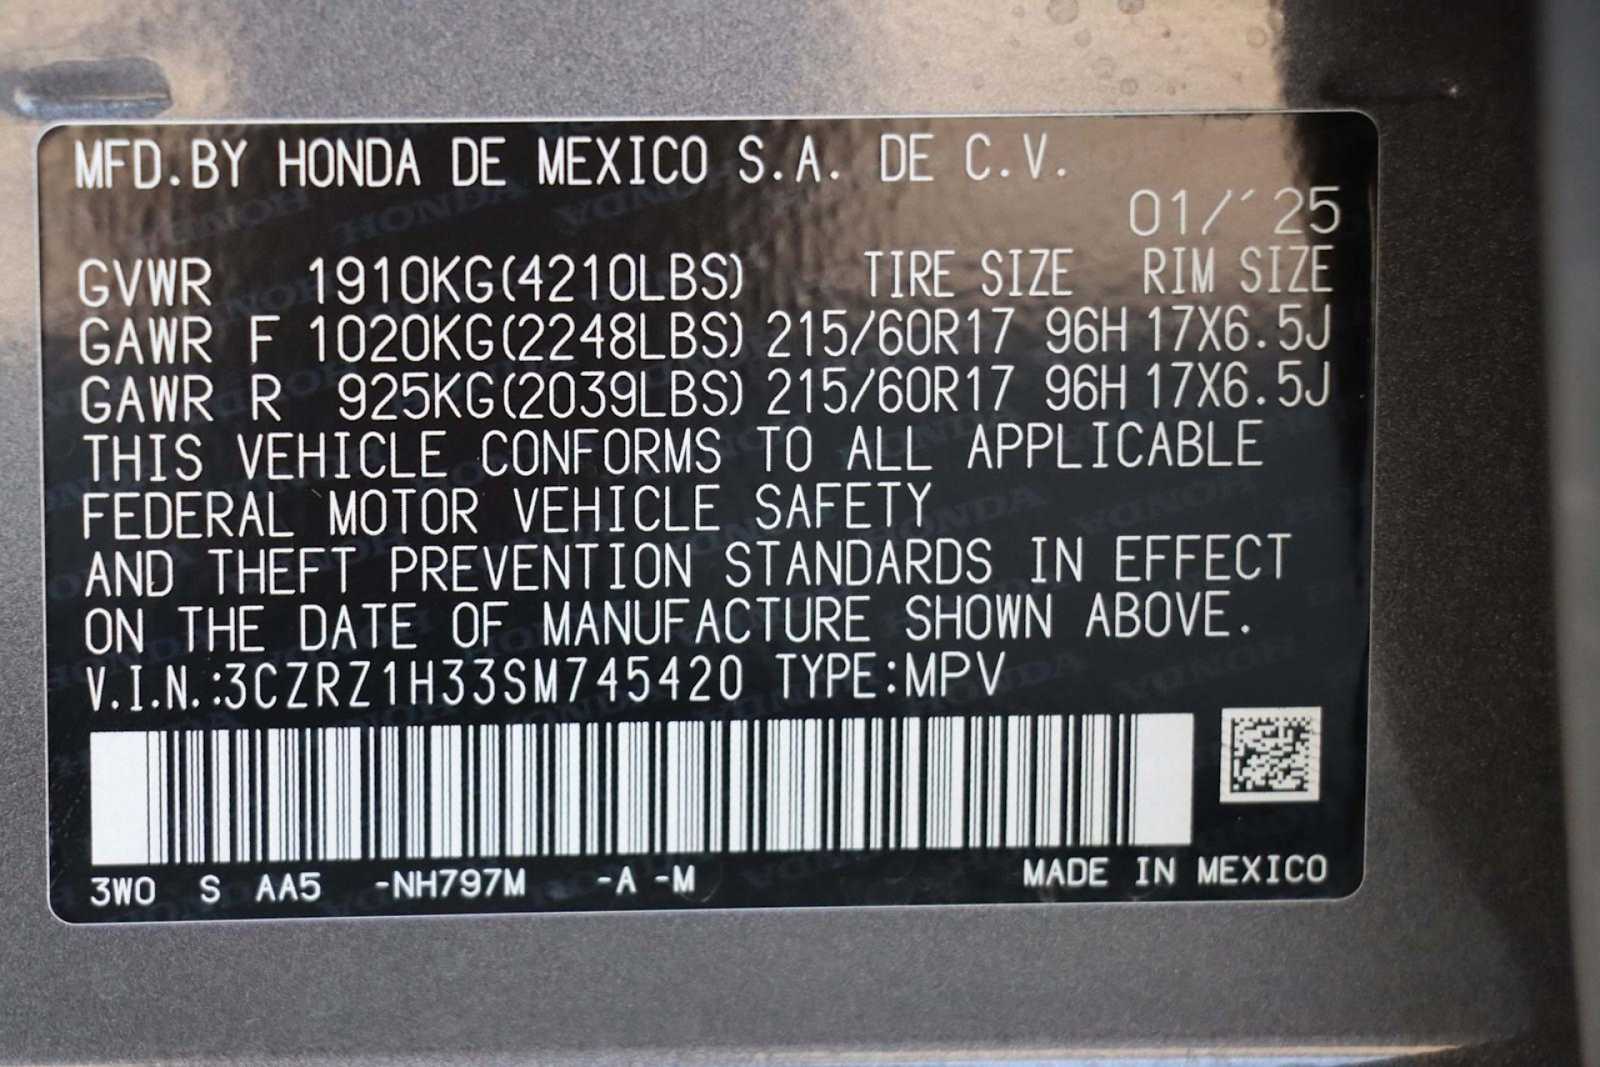 MFD.BY HONDA DE MEXICO S.A. DE C.V.
01/´25
GVWR 1910KG(4210LBS) TIRE SIZE RIM SIZE
GAWR F 1020KG(2248LBS) 215/60R17 96H 17X6.5J
GAWR R 925KG(2039LBS) 215/60R17 96H 17X6.5J
THIS VEHICLE CONFORMS TO ALL APPLICABLE
FEDERAL MOTOR VEHICLE SAFETY
AND THEFT PREVENTION STANDARDS IN EFFECT
ON THE DATE OF MANUFACTURE SHOWN ABOVE.
V.I.N.:3CZRZ1H33SM745420 TYPE:MPV
3W0 S AA5 -NH797M -A -M MADE IN MEXICO